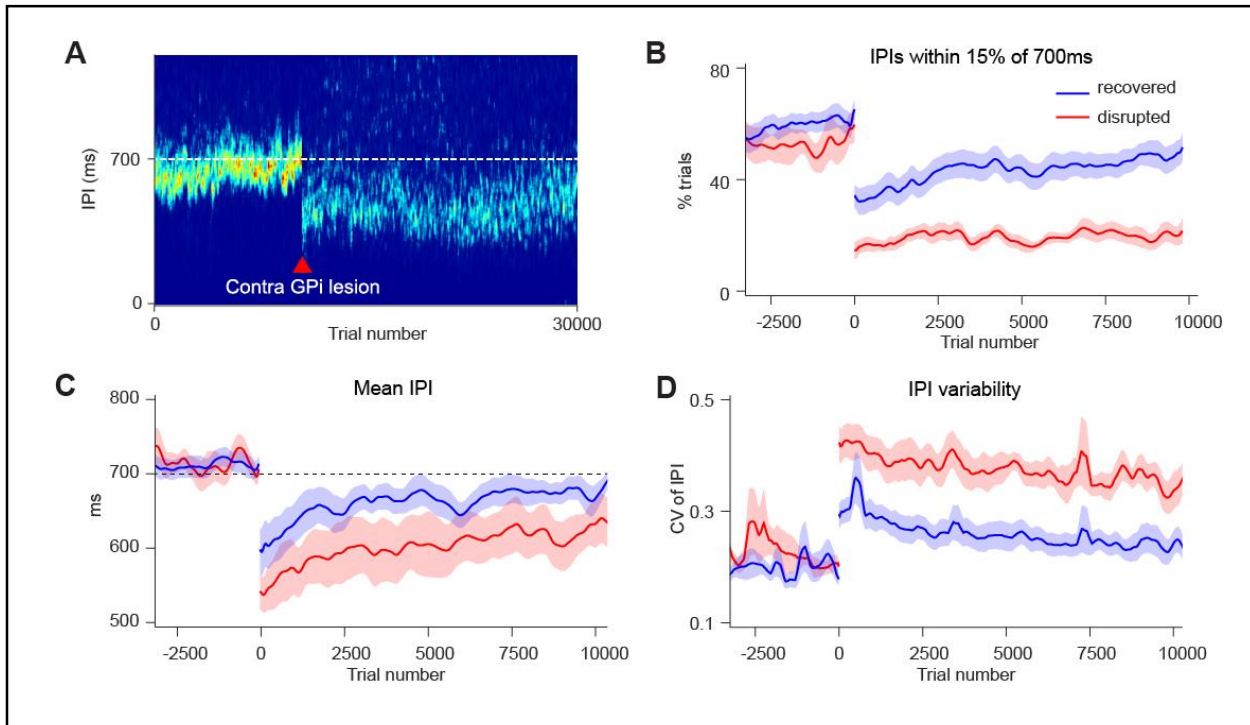 A
IPI (ms)
700
0
Contra GPi lesion
0
30000
Trial number
B
IPIs within 15% of 700ms
recovered
disrupted
% trials
80
40
0
-2500
0
2500
5000
7500
10000
Trial number
C
Mean IPI
ms
800
700
600
500
-2500
0
2500
5000
7500
10000
Trial number
D
IPI variability
CV of IPI
0.5
0.3
0.1
-2500
0
2500
5000
7500
10000
Trial number